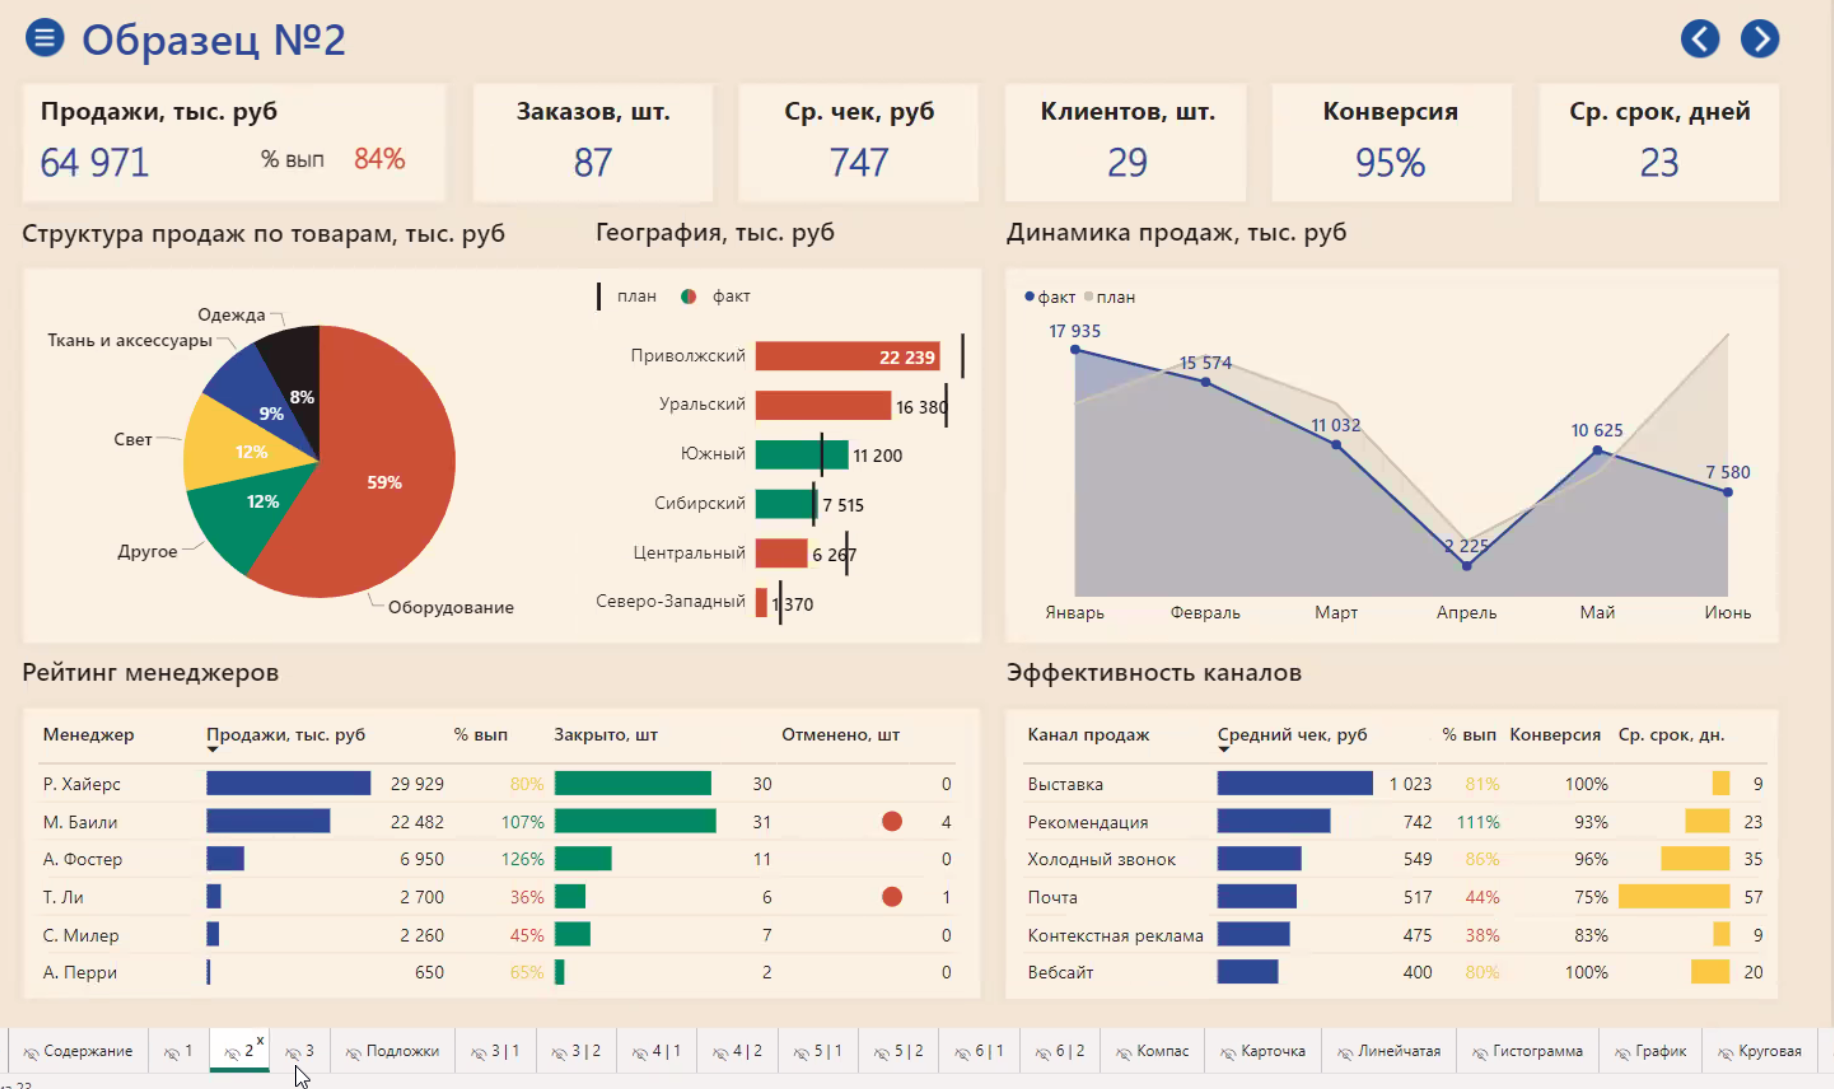 Образец №2
Продажи, тыс. руб
64 971 % вып 84%
Заказов, шт.
87
Ср. чек, руб
747
Клиентов, шт.
29
Конверсия
95%
Ср. срок, дней
23
Структура продаж по товарам, тыс. руб
Одежда
Ткань и аксессуары
8%
9%
Свет
12%
59%
12%
Другое
Оборудование
География, тыс. руб
план факт
Приволжский 22 239
Уральский 16 380
Южный 11 200
Сибирский 7 515
Центральный 6 267
Северо-Западный 1 370
Динамика продаж, тыс. руб
факт план
17 935
15 574
11 032
2 225
10 625
7 580
Январь Февраль Март Апрель Май Июнь
Рейтинг менеджеров
Менеджер Продажи, тыс. руб % вып Закрыто, шт Отменено, шт
Р. Хайерс 29 929 80% 30 0
М. Баили 22 482 107% 31 4
А. Фостер 6 950 126% 11 0
Т. Ли 2 700 36% 6 1
С. Милер 2 260 45% 7 0
А. Перри 650 65% 2 0
Эффективность каналов
Канал продаж Средний чек, руб % вып Конверсия Ср. срок, дн.
Выставка 1 023 81% 100% 9
Рекомендация 742 111% 93% 23
Холодный звонок 549 86% 96% 35
Почта 517 44% 75% 57
Контекстная реклама 475 38% 83% 9
Вебсайт 400 80% 100% 20
Содержание 1 2 x 3 Подложки 3 | 1 3 | 2 4 | 1 4 | 2 5 | 1 5 | 2 6 | 1 6 | 2 Компас Карточка Линейчатая Гистограмма График Круговая